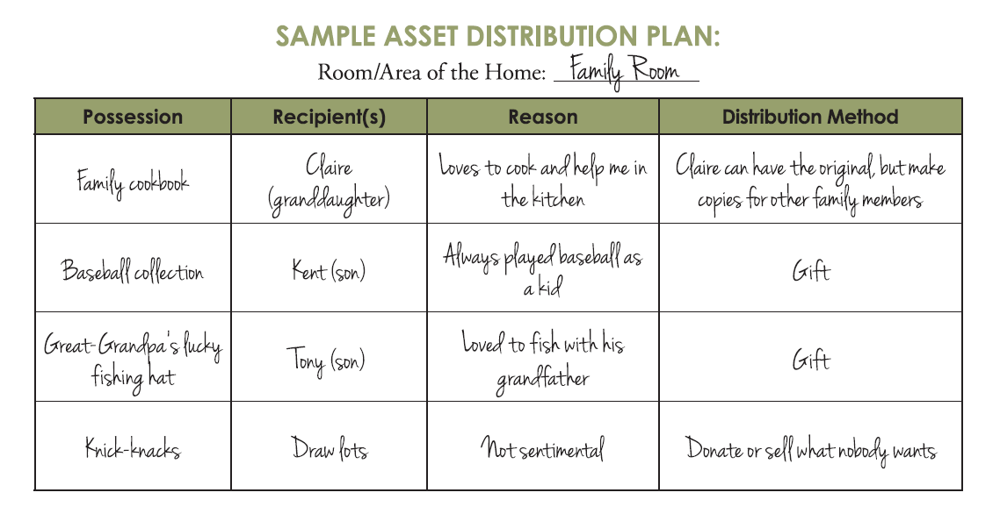 SAMPLE ASSET DISTRIBUTION PLAN:
Room/Area of the Home: Family Room
Possession Recipient(s) Reason Distribution Method
Family cookbook
Claire
(granddaughter)
Loves to cook and help me in
the kitchen
Claire can have the original, but make
copies for other family members
Baseball collection
Kent (son)
Always played baseball as
a kid
Gift
Great-Grandpa's lucky
fishing hat
Tony (son)
Loved to fish with his
grandfather
Gift
Knick-knacks
Draw lots
Not sentimental
Donate or sell what nobody wants